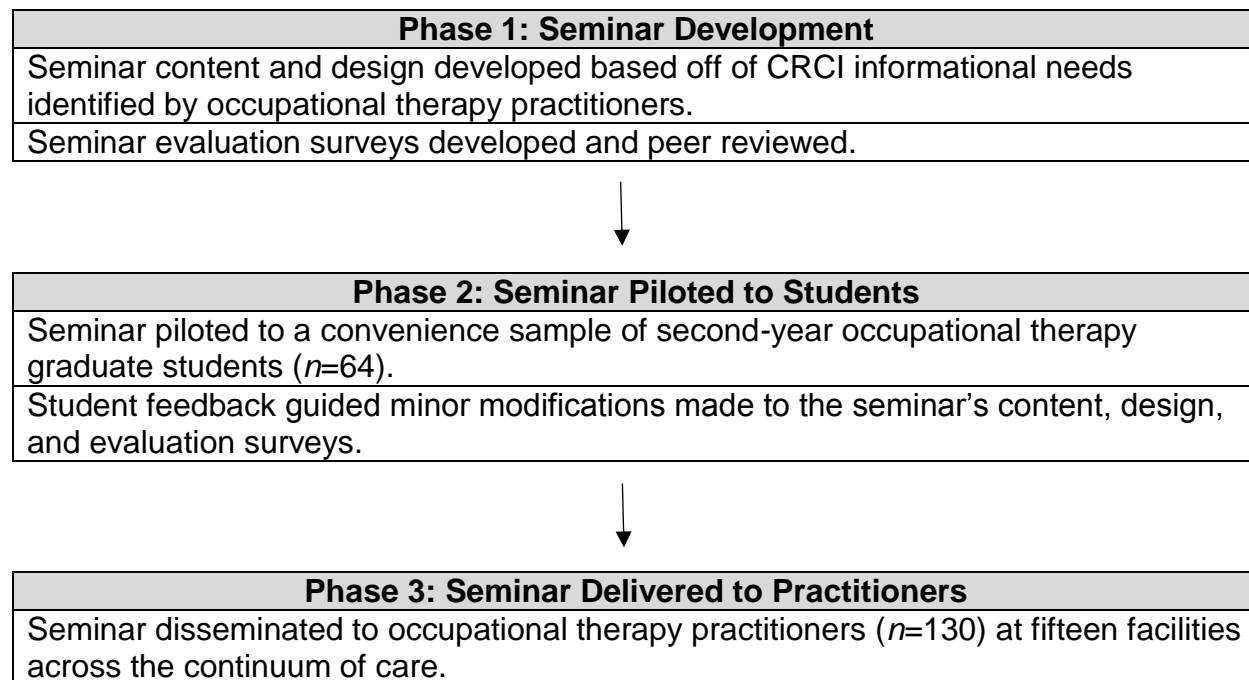 Phase 1: Seminar Development
Seminar content and design developed based off of CRCI informational needs
identified by occupational therapy practitioners.
Seminar evaluation surveys developed and peer reviewed.
Phase 2: Seminar Piloted to Students
Seminar piloted to a convenience sample of second-year occupational therapy
graduate students (n=64).
Student feedback guided minor modifications made to the seminar’s content, design,
and evaluation surveys.
Phase 3: Seminar Delivered to Practitioners
Seminar disseminated to occupational therapy practitioners (n=130) at fifteen facilities
across the continuum of care.